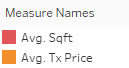 Measure Names
Avg. Sqft
Avg. Tx Price